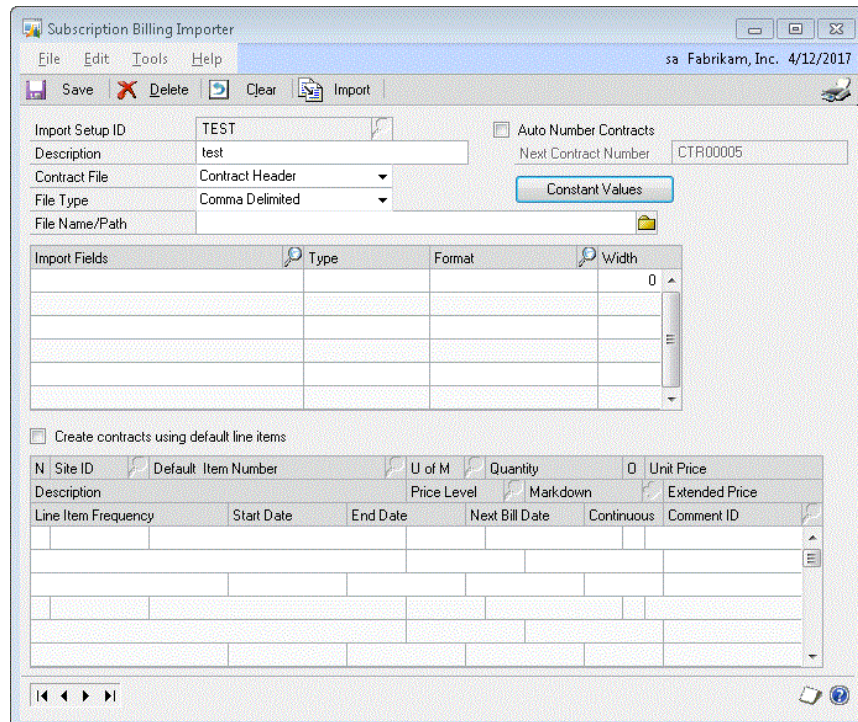 Subscription Billing Importer
File Edit Tools Help sa Fabrikam, Inc. 4/12/2017
Save Delete Clear Import
Import Setup ID TEST Auto Number Contracts
Description test Next Contract Number CTR00005
Contract File Contract Header Constant Values
File Type Comma Delimited
File Name/Path
Import Fields Type Format Width
0
Create contracts using default line items
N Site ID Default Item Number U of M Quantity O Unit Price
Description Price Level Markdown Extended Price
Line Item Frequency Start Date End Date Next Bill Date Continuous Comment ID